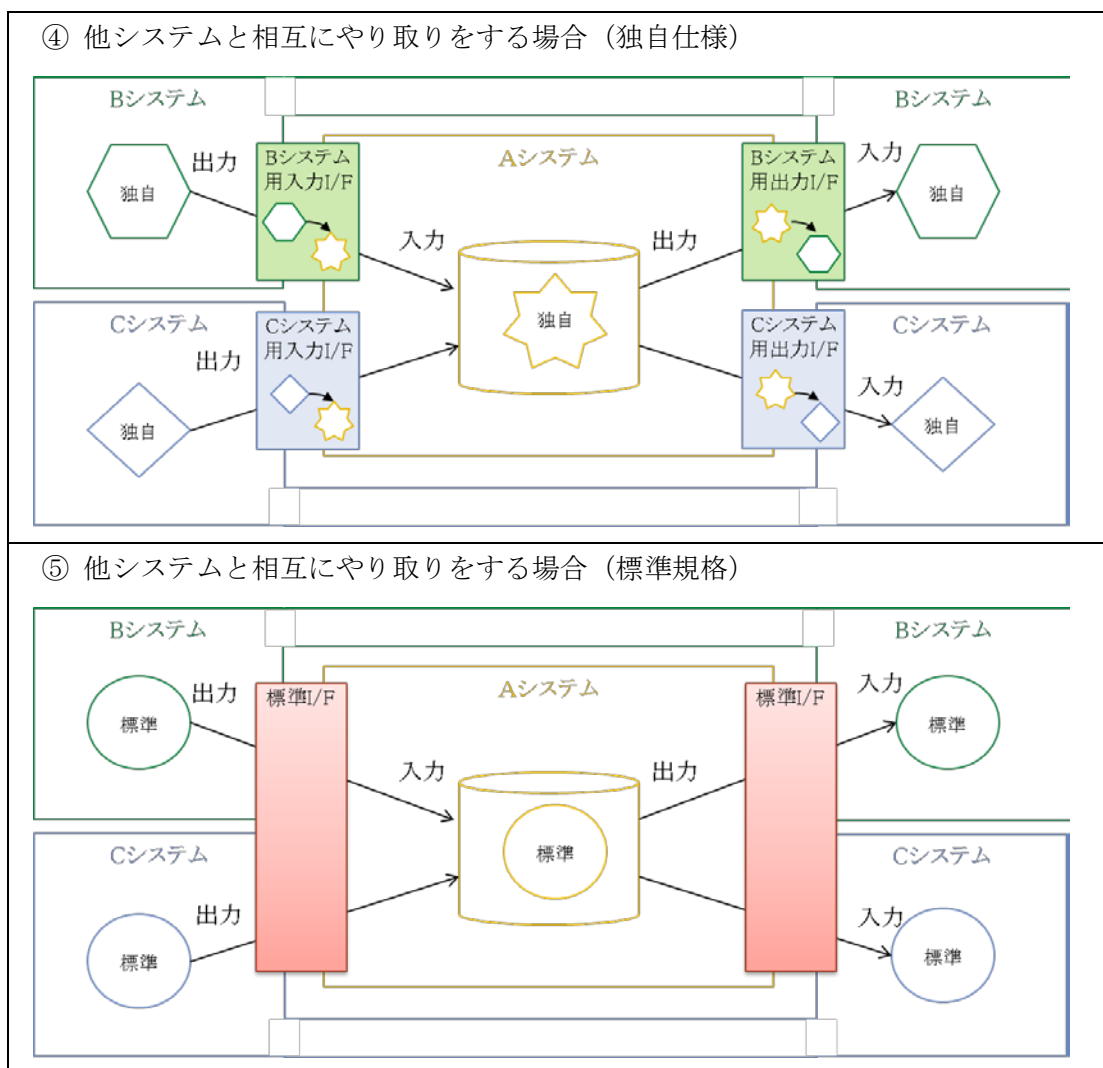 ④ 他システムと相互にやり取りをする場合（独自仕様）
Bシステム
Bシステム
出力
Bシステム
用入力I/F
Aシステム
Bシステム
用出力I/F
入力
独自
独自
入力
出力
独自
Cシステム
出力
Cシステム
用入力I/F
Cシステム
用出力I/F
Cシステム
入力
独自
独自
⑤ 他システムと相互にやり取りをする場合（標準規格）
Bシステム
Bシステム
出力
標準I/F
Aシステム
標準I/F
入力
標準
標準
入力
出力
標準
Cシステム
Cシステム
出力
入力
標準
標準